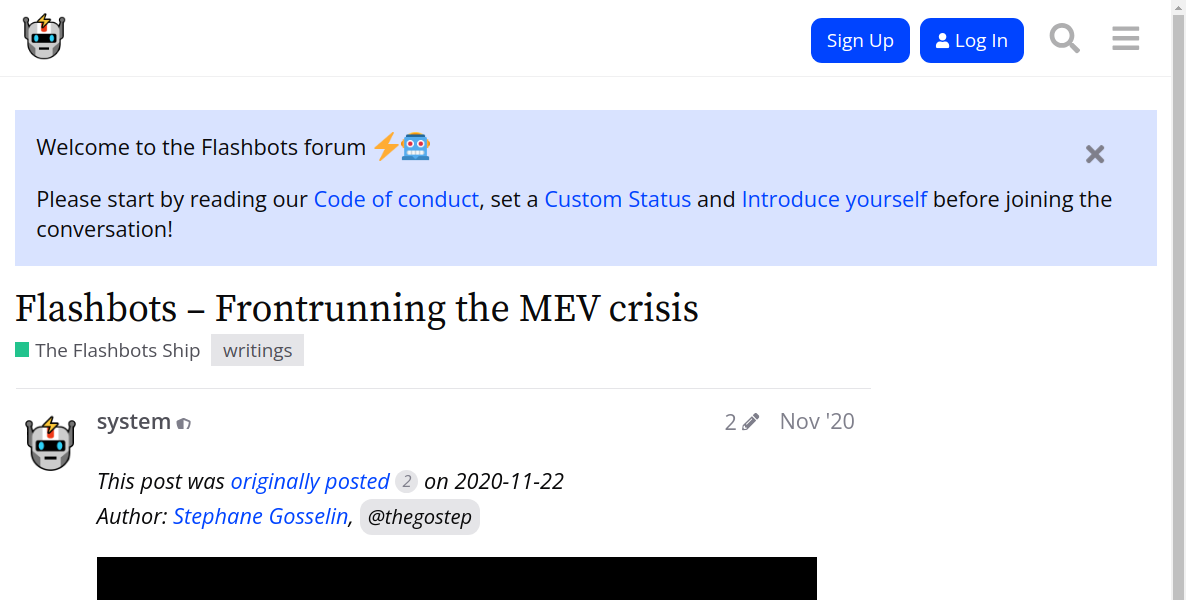 Sign Up
Log In
Welcome to the Flashbots forum
Please start by reading our Code of conduct, set a Custom Status and Introduce yourself before joining the
conversation!
Flashbots – Frontrunning the MEV crisis
The Flashbots Ship writings
system 2 Nov '20
This post was originally posted 2 on 2020-11-22
Author: Stephane Gosselin, @thegostep